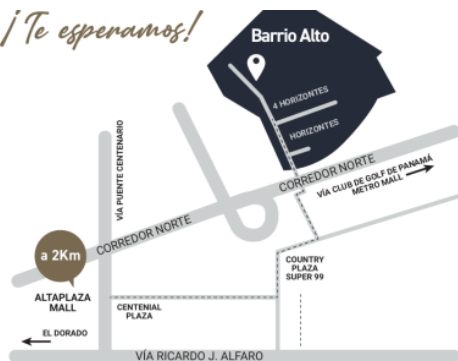 ¡Te esperamos!
Barrio Alto
4 HORIZONTES
HORIZONTES
VÍA PUENTE CENTENARIO
CORREDOR NORTE
VÍA CLUB DE GOLF DE PANAMÁ
METRO MALL
CORREDOR NORTE
a 2Km
ALTAPLAZA
MALL
COUNTRY
PLAZA
SUPER 99
CENTENIAL
PLAZA
EL DORADO
VÍA RICARDO J. ALFARO